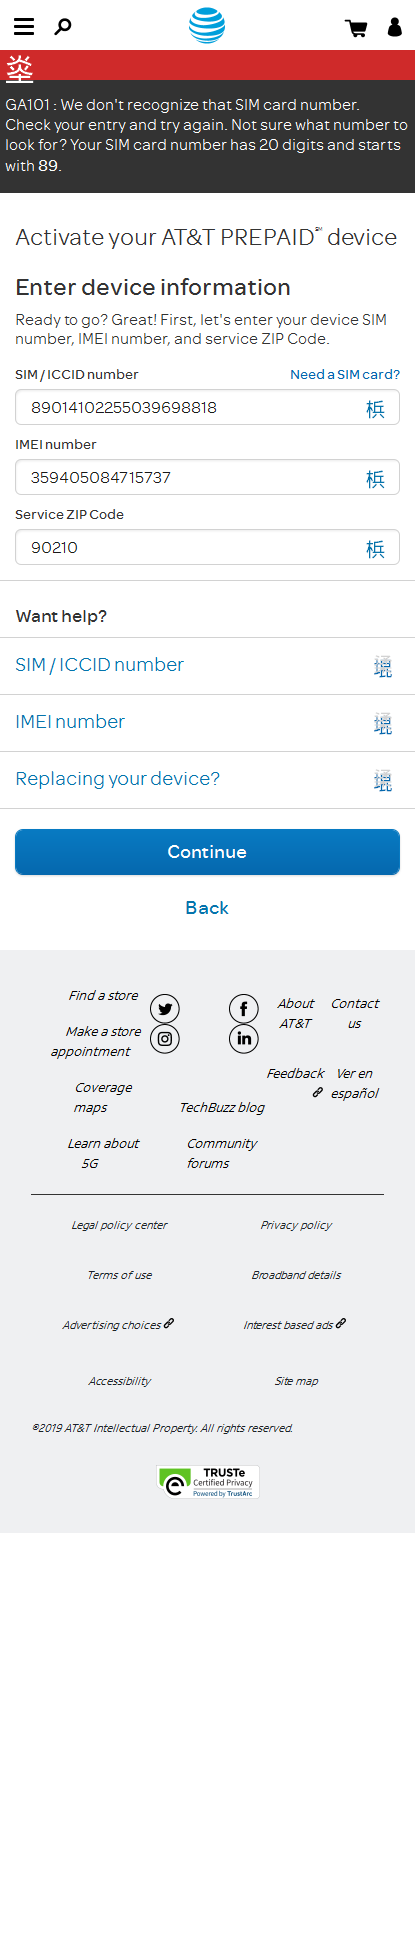 GA101 : We don't recognize that SIM card number.
Check your entry and try again. Not sure what number to
look for? Your SIM card number has 20 digits and starts
with 89.
Activate your AT&T PREPAID℠ device
Enter device information
Ready to go? Great! First, let's enter your device SIM
number, IMEI number, and service ZIP Code.
SIM / ICCID number
Need a SIM card?
89014102255039698818
IMEI number
359405084715737
Service ZIP Code
90210
Want help?
SIM / ICCID number
IMEI number
Replacing your device?
Continue
Back
Find a store
Make a store
appointment
Coverage
maps
Learn about
5G
TechBuzz blog
Community
forums
About
AT&T
Feedback
Contact
us
Ver en
español
Legal policy center
Privacy policy
Terms of use
Broadband details
Advertising choices
Interest based ads
Accessibility
Site map
©2019 AT&T Intellectual Property. All rights reserved.
TRUSTe
Certified Privacy
Powered by TrustArc